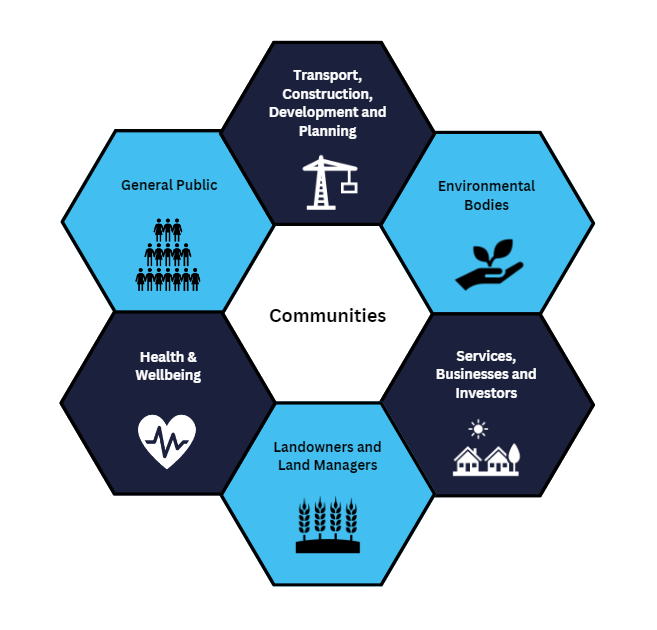 Transport,
Construction,
Development and
Planning
General Public
Environmental
Bodies
Communities
Health &
Wellbeing
Services,
Businesses and
Investors
Landowners and
Land Managers